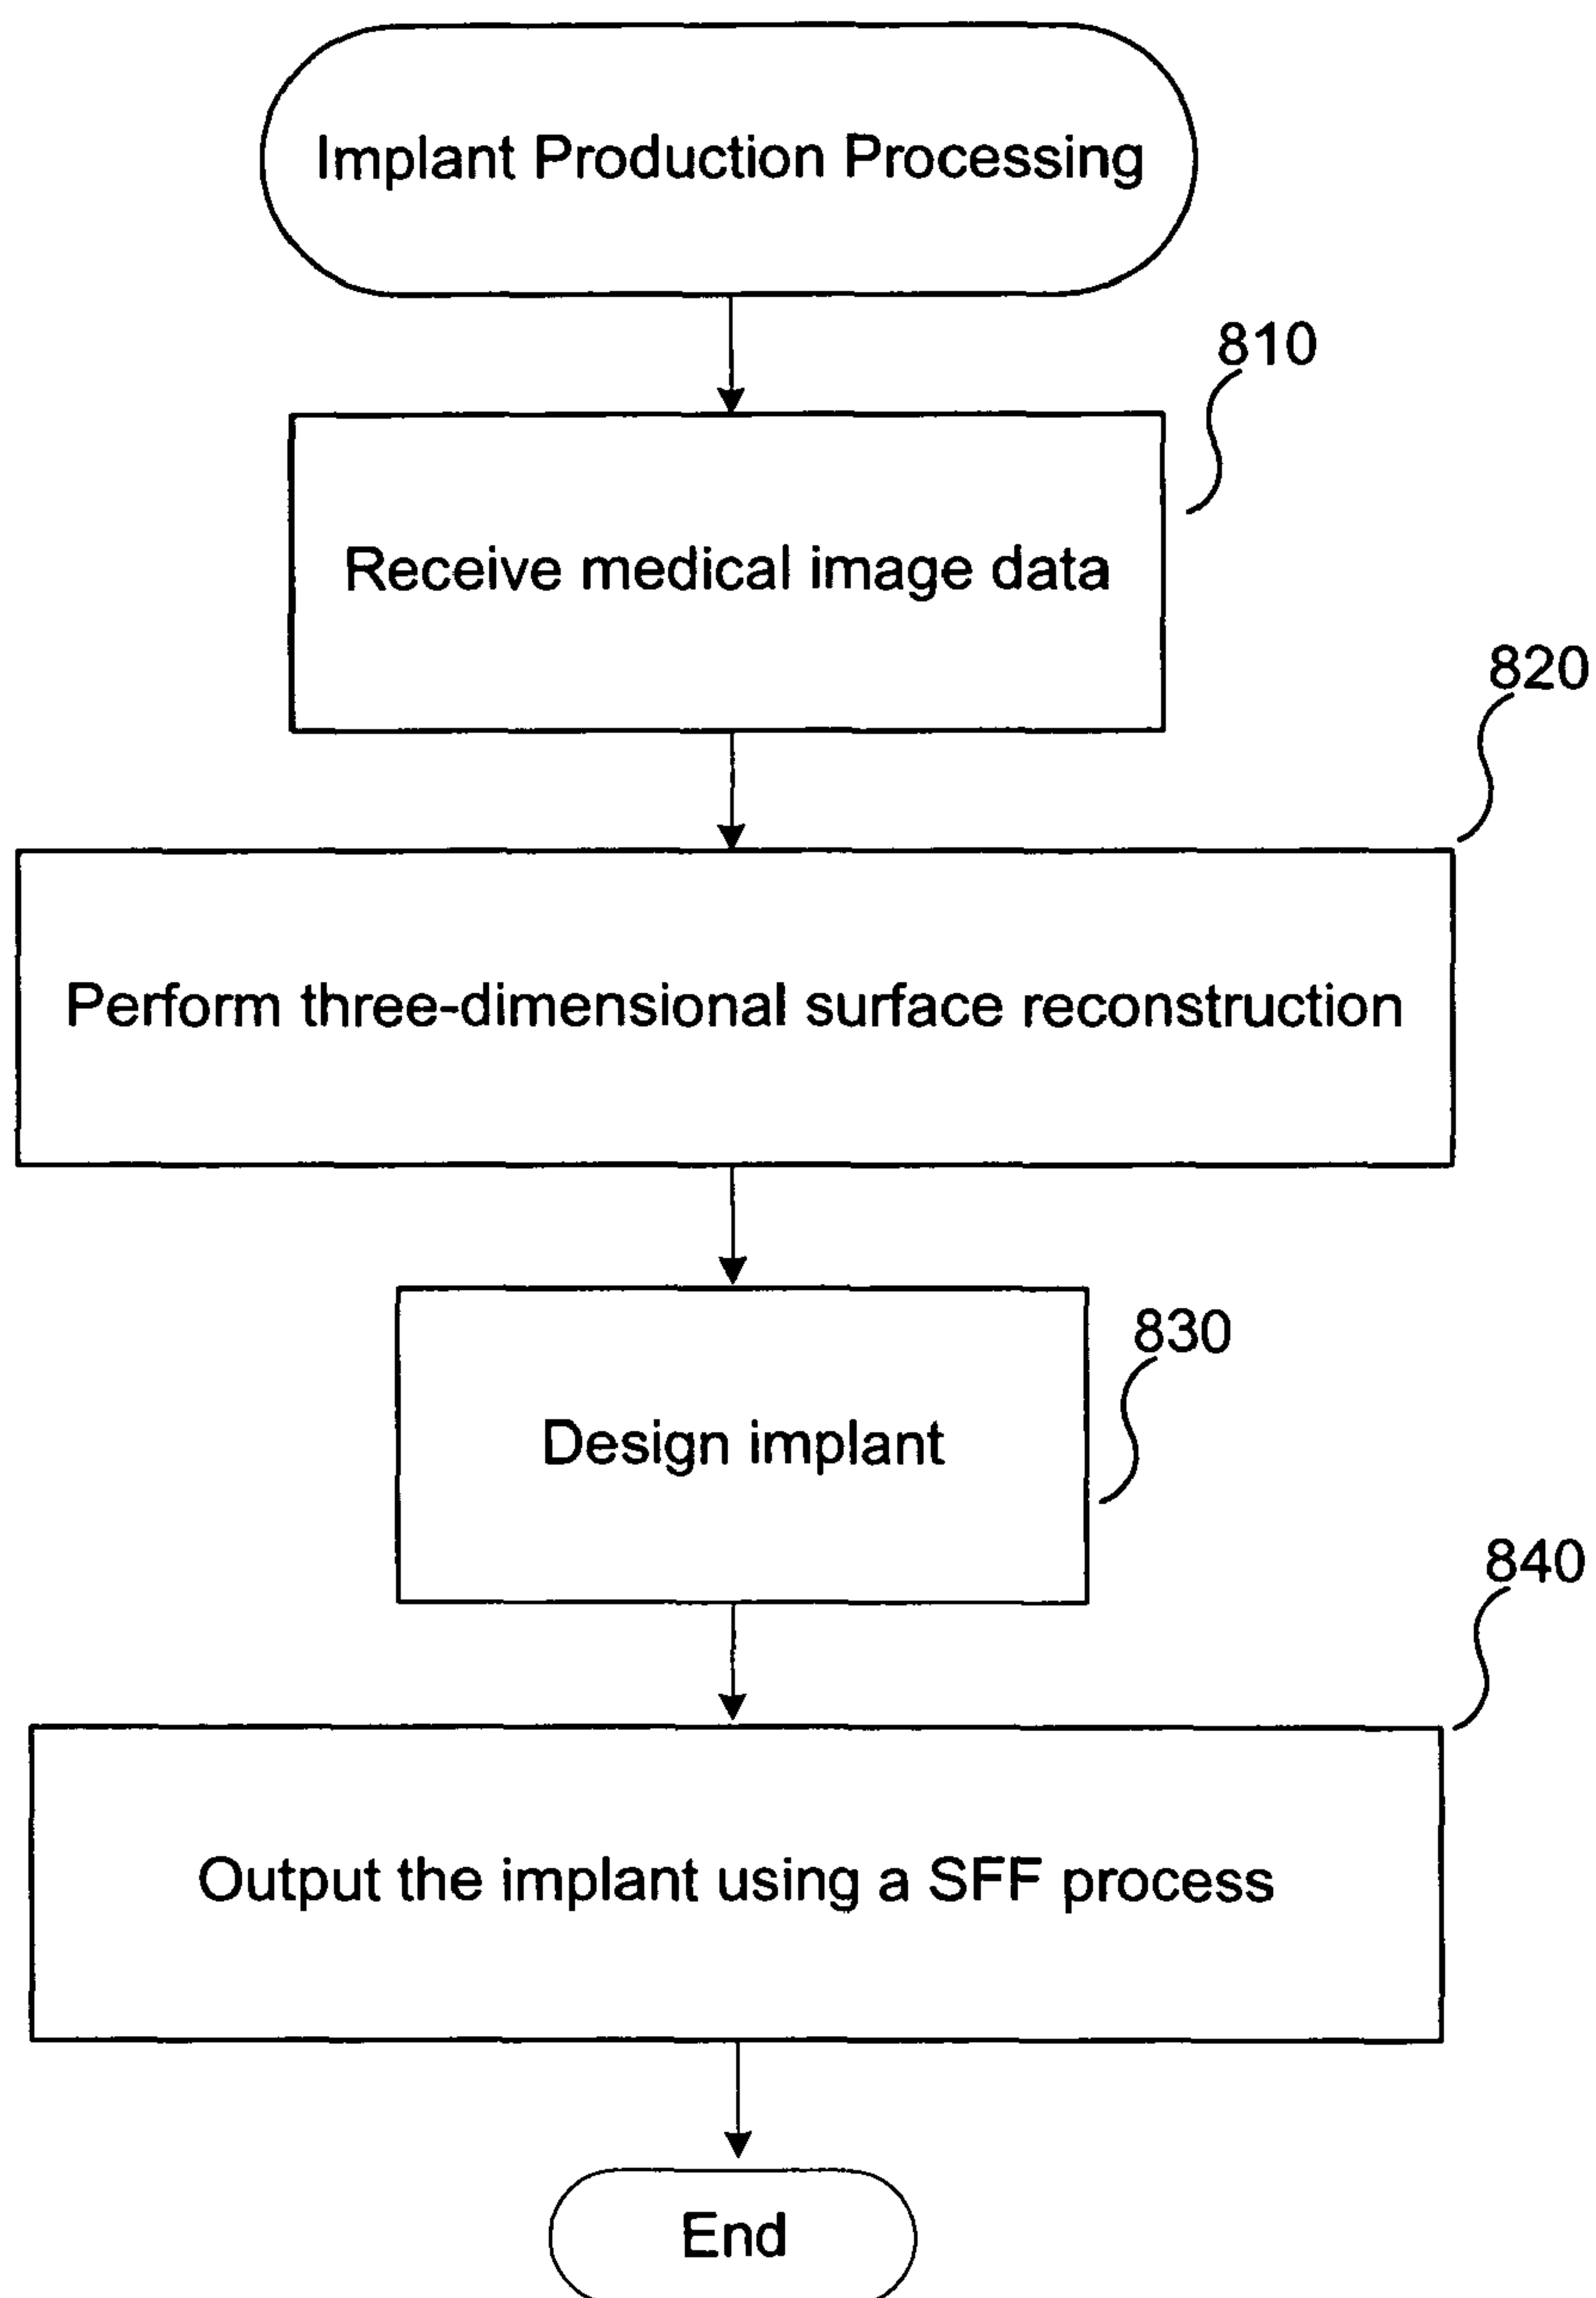 Implant Production Processing
810
Receive medical image data
820
Perform three-dimensional surface reconstruction
830
Design implant
840
Output the implant using a SFF process
End